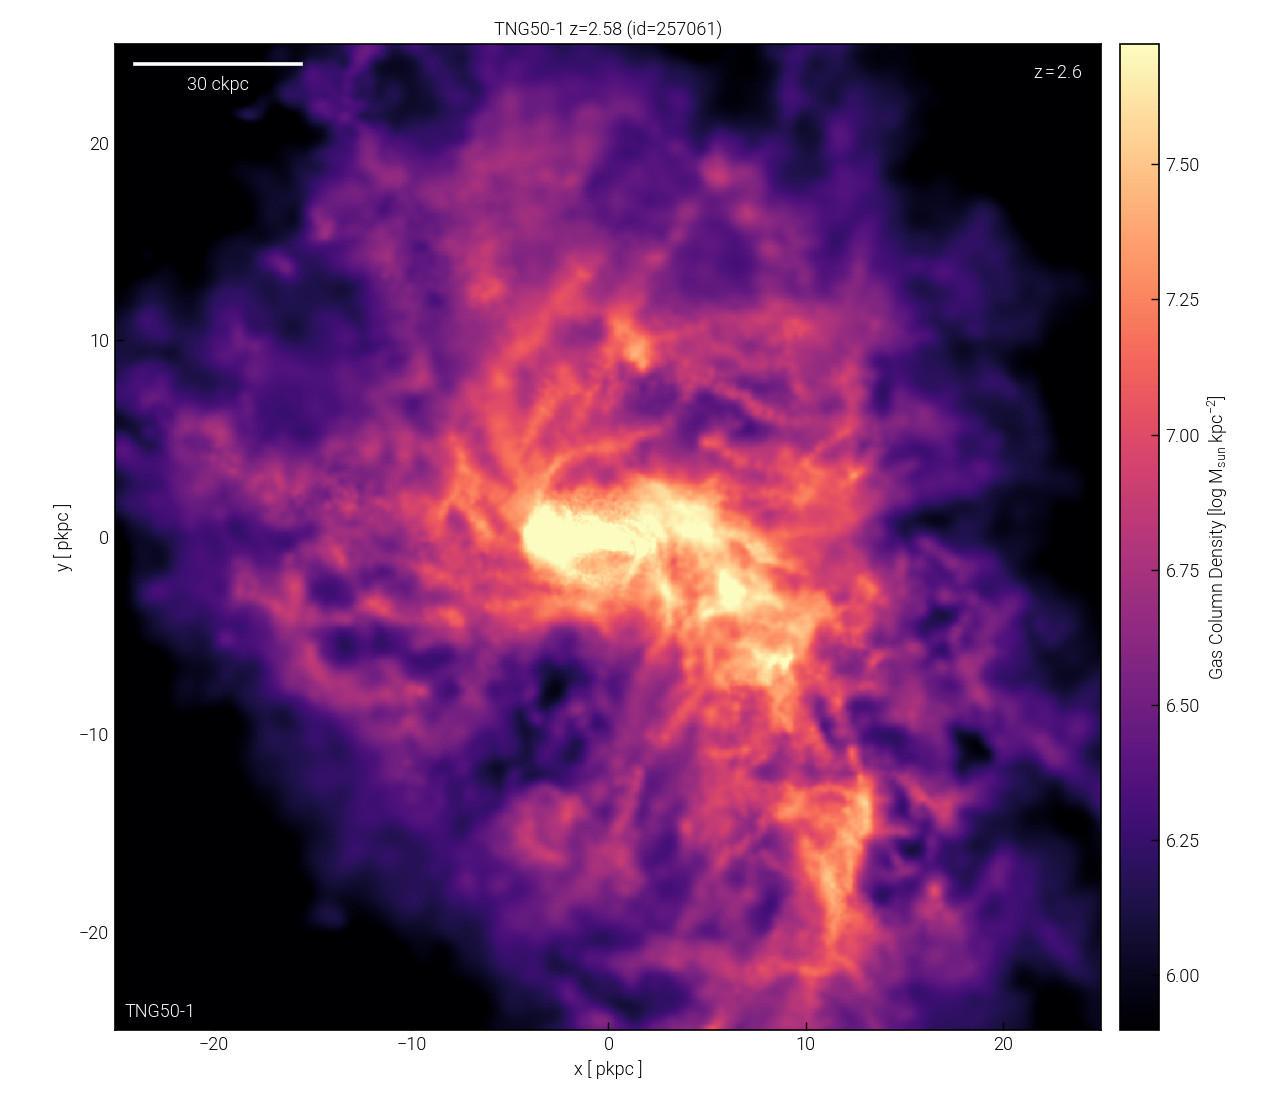 TNG50-1 z=2.58 (id=257061)
30 ckpc
z=2.6
20
10
0
−10
−20
y [ pkpc ]
TNG50-1
−20
−10
0
10
20
x [ pkpc ]
7.50
7.25
7.00
6.75
6.50
6.25
6.00
Gas Column Density [log M_sun kpc⁻²]